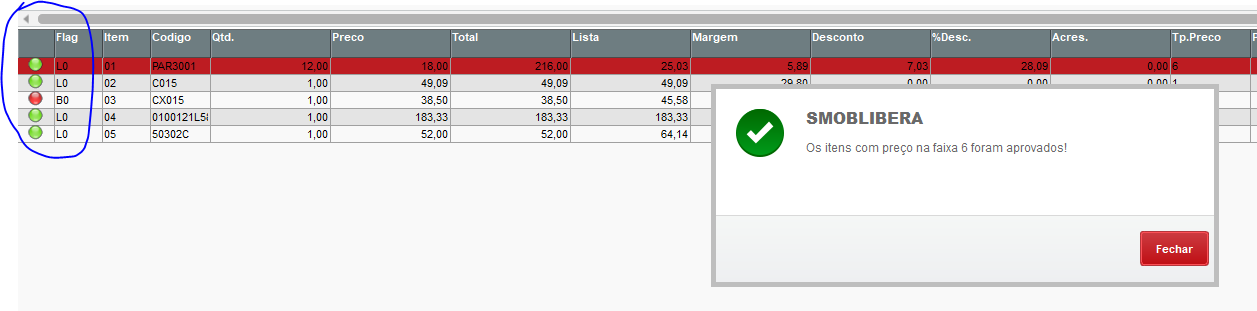 Flag Item Codigo Qtd. Preco Total Lista Margem Desconto %Desc. Acres. Tp.Preco
L0 01 PAR3001 12,00 18,00 216,00 25,03 5,89 7,03 28,09 0,00 6
L0 02 C015 1,00 49,09 49,09 49,09 29,80 0,00 0,00 0,00 1
B0 03 CX015 1,00 38,50 38,50 45,58
L0 04 0100121L58 1,00 183,33 183,33 183,33
L0 05 50302C 1,00 52,00 52,00 64,14
SMOBLIBERA
Os itens com preço na faixa 6 foram aprovados!
Fechar